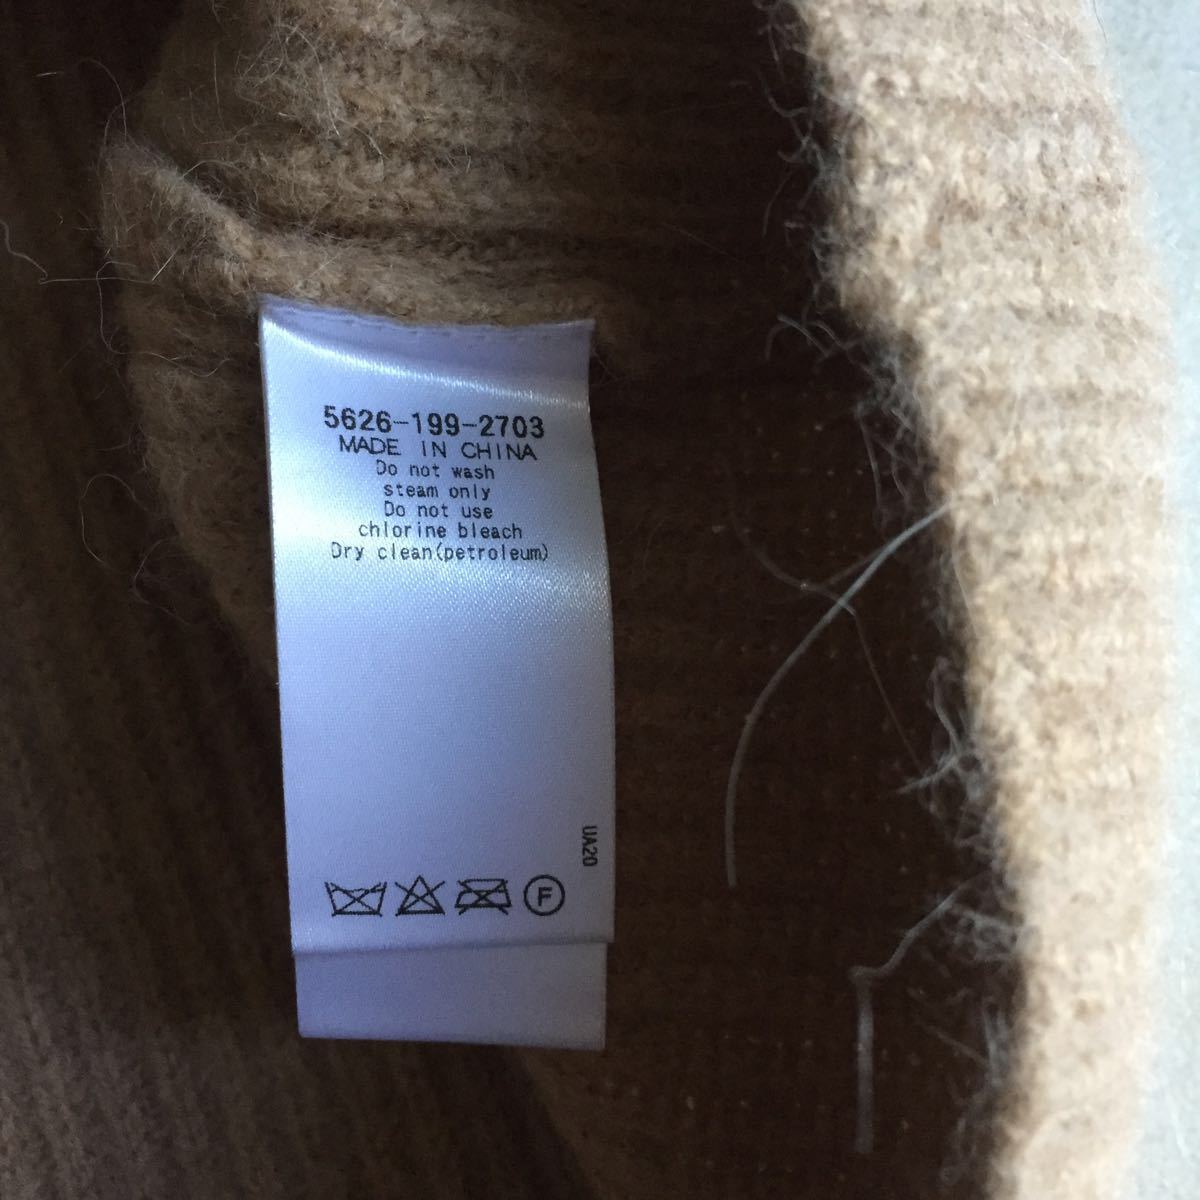 5626-199-2703
MADE IN CHINA
Do not wash
steam only
Do not use
chlorine bleach
Dry clean(petroleum)
UA20
F